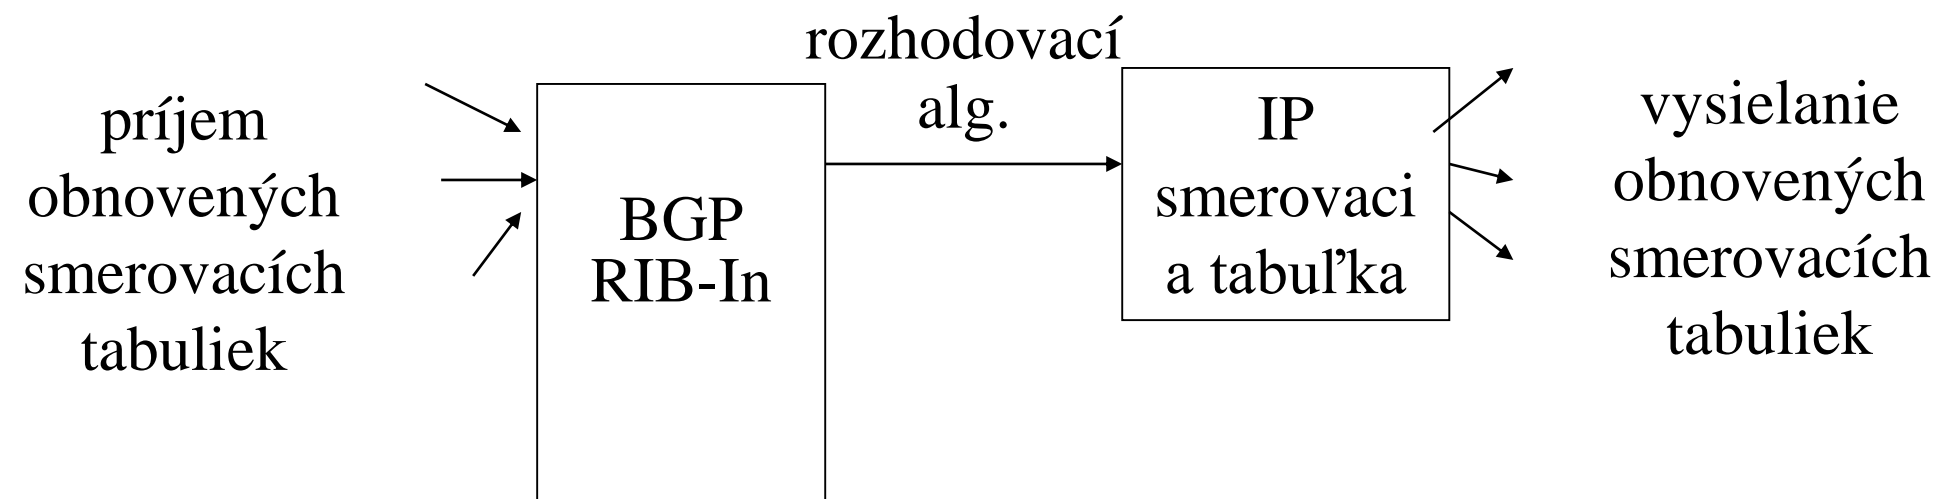 príjem
obnovených
smerovacích
tabuliek
BGP
RIB-In
rozhodovací
alg.
IP
smerovaci
a tabuľka
vysielanie
obnovených
smerovacích
tabuliek